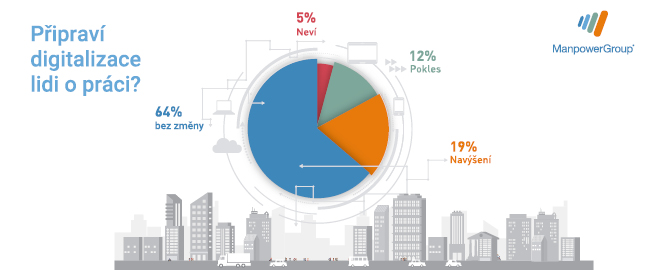 Připraví
digitalizace
lidi o práci?
5%
Neví
12%
Pokles
64%
bez změny
19%
Navýšení
ManpowerGroup®